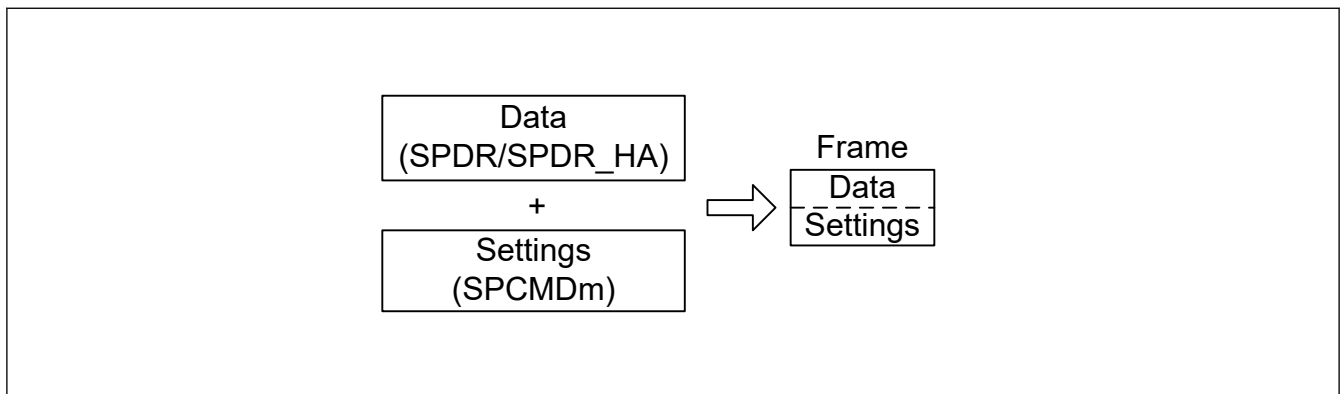 Data
(SPDR/SPDR_HA)
+
Settings
(SPCMDm)
Frame
Data
Settings